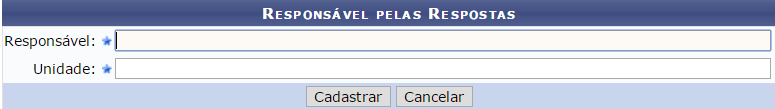 Responsável pelas Respostas
Responsável:
Unidade:
Cadastrar Cancelar